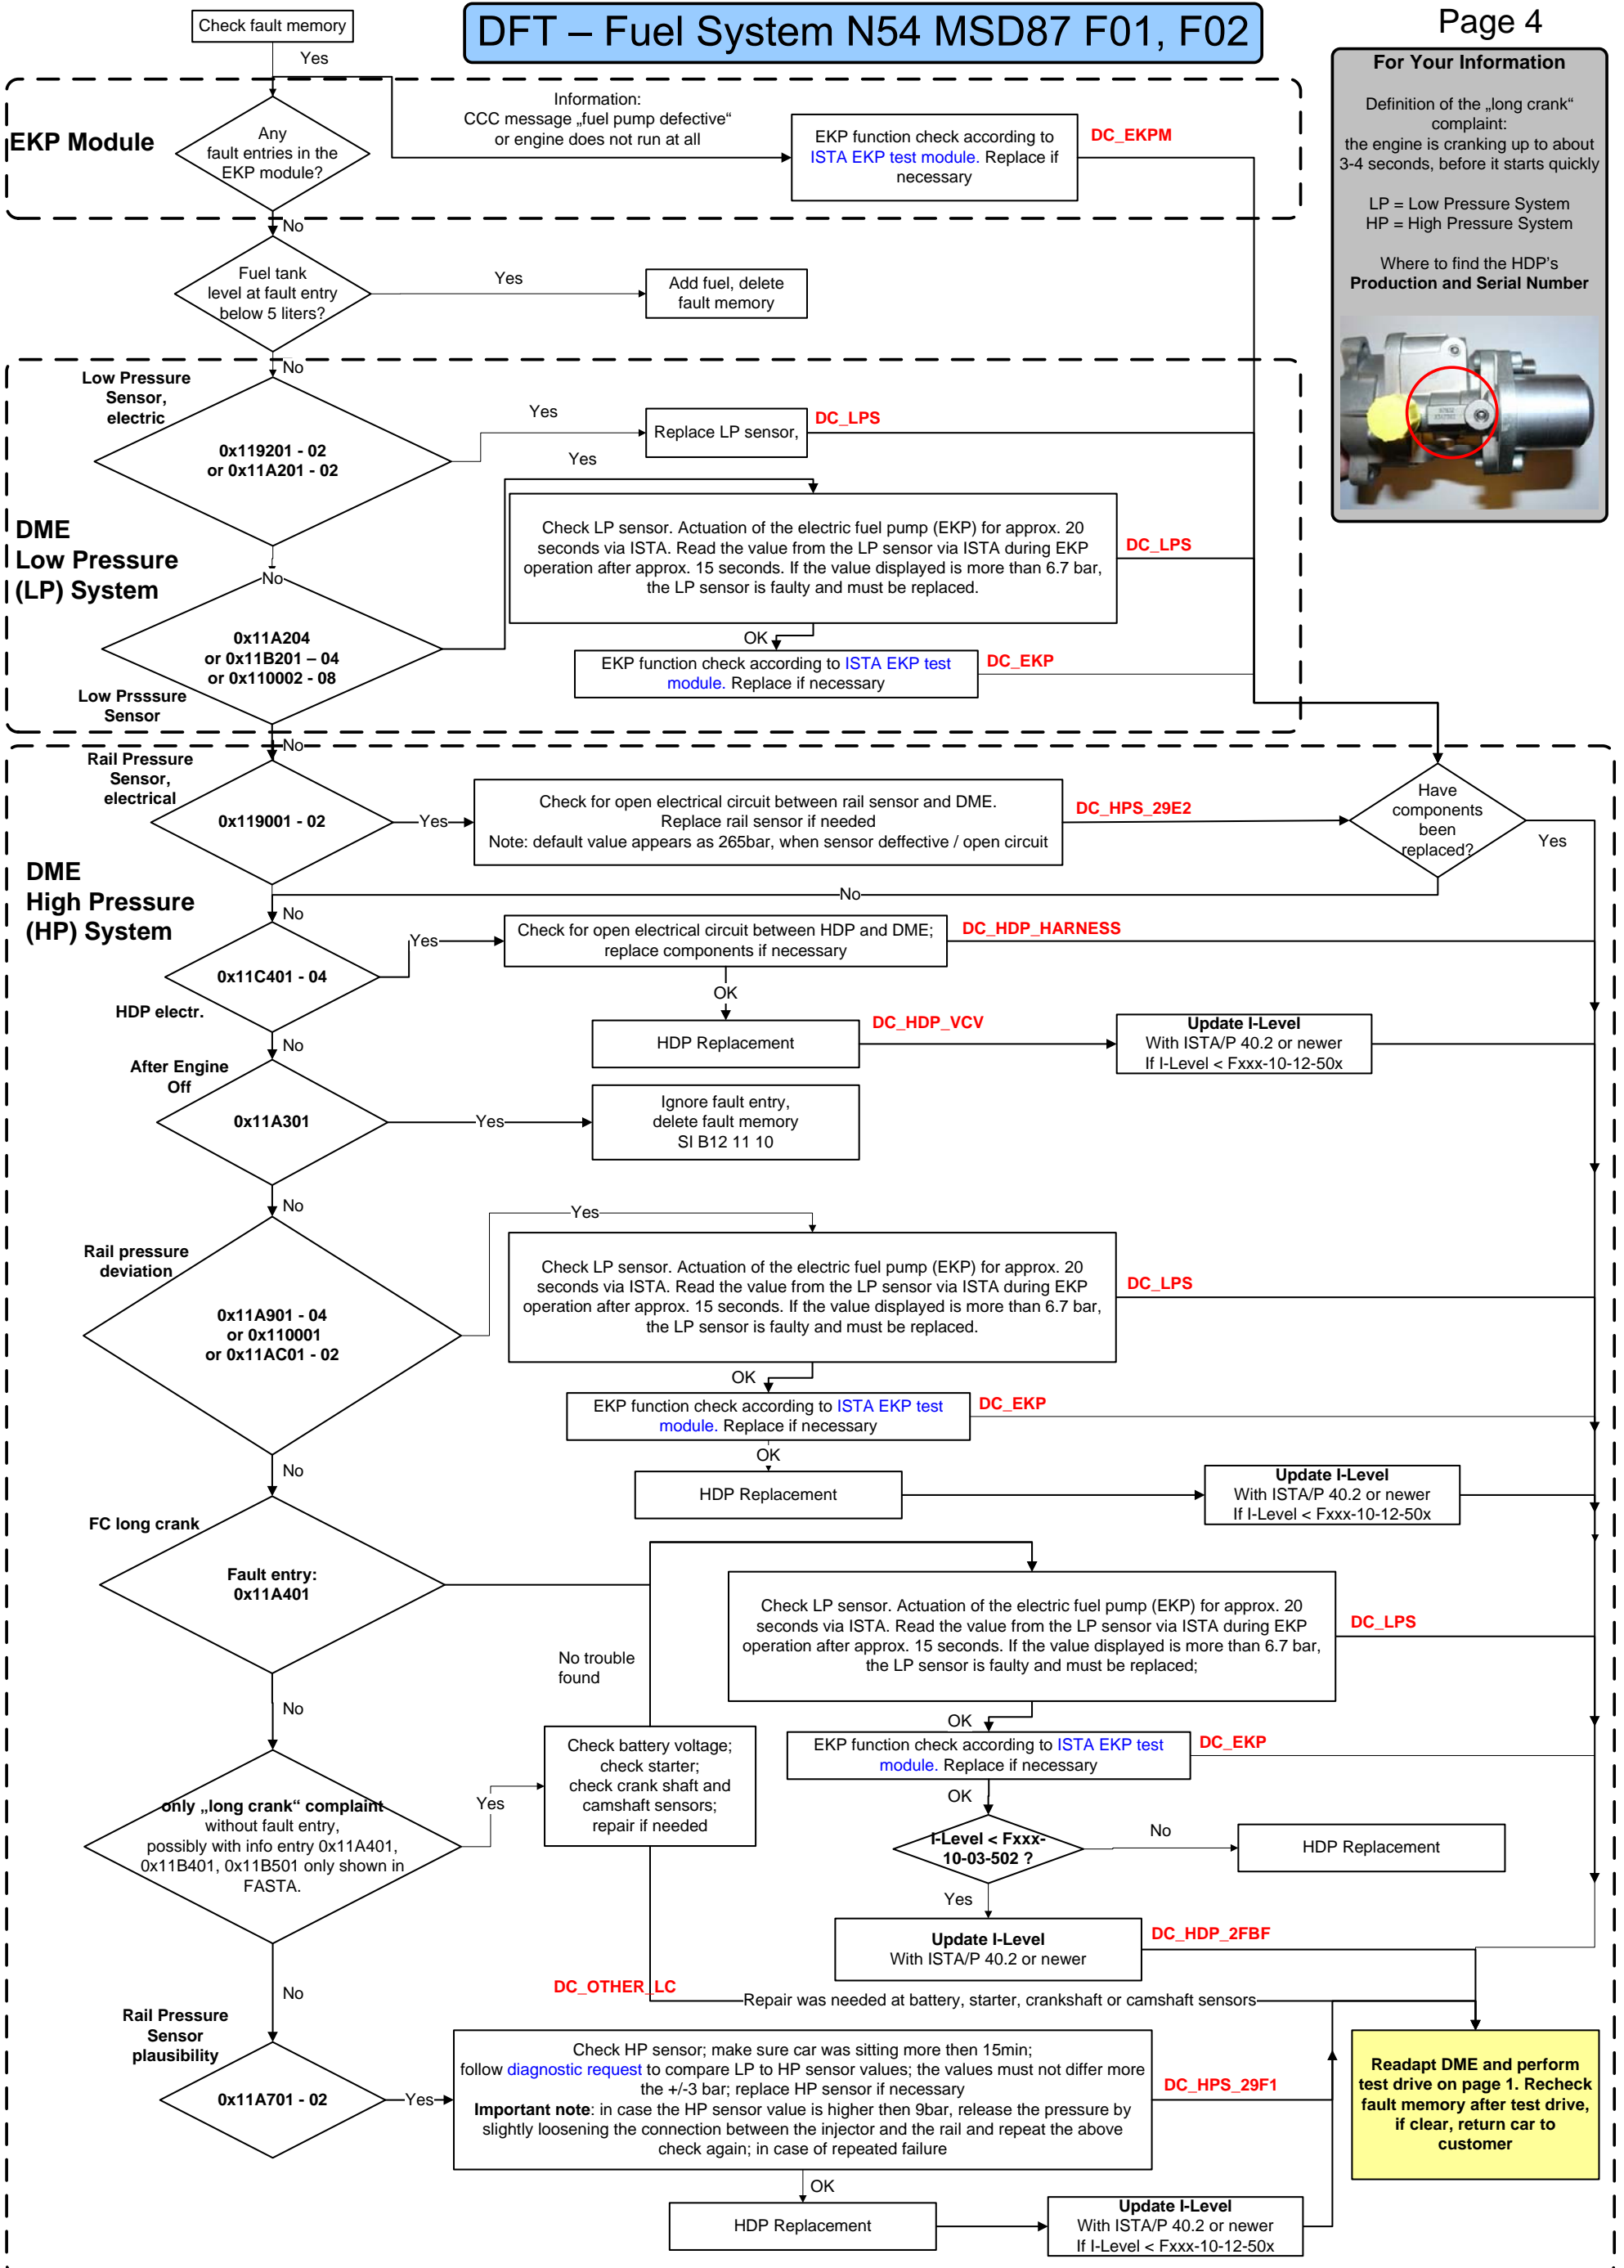 DFT – Fuel System N54 MSD87 F01, F02
Page 4
For Your Information
Definition of the „long crank“
complaint:
the engine is cranking up to about
3-4 seconds, before it starts quickly
LP = Low Pressure System
HP = High Pressure System
Where to find the HDP's
Production and Serial Number
Check fault memory
Yes
EKP Module
Any
fault entries in the
EKP module?
Information:
CCC message „fuel pump defective“
or engine does not run at all
EKP function check according to
ISTA EKP test module. Replace if
necessary
DC_EKPM
No
Fuel tank
level at fault entry
below 5 liters?
Yes
Add fuel, delete
fault memory
No
Low Pressure
Sensor,
electric
0x119201 - 02
or 0x11A201 - 02
Yes
Replace LP sensor,
DC_LPS
Yes
DME
Low Pressure
(LP) System
No
Check LP sensor. Actuation of the electric fuel pump (EKP) for approx. 20
seconds via ISTA. Read the value from the LP sensor via ISTA during EKP
operation after approx. 15 seconds. If the value displayed is more than 6.7 bar,
the LP sensor is faulty and must be replaced.
DC_LPS
0x11A204
or 0x11B201 – 04
or 0x110002 - 08
Low Prsssure
Sensor
OK
EKP function check according to ISTA EKP test
module. Replace if necessary
DC_EKP
No
Rail Pressure
Sensor,
electrical
0x119001 - 02
Yes
Check for open electrical circuit between rail sensor and DME.
Replace rail sensor if needed
Note: default value appears as 265bar, when sensor deffective / open circuit
DC_HPS_29E2
Have
components
been
replaced?
Yes
No
DME
High Pressure
(HP) System
No
0x11C401 - 04
HDP electr.
Yes
Check for open electrical circuit between HDP and DME;
replace components if necessary
DC_HDP_HARNESS
OK
HDP Replacement
DC_HDP_VCV
Update I-Level
With ISTA/P 40.2 or newer
If I-Level < Fxxx-10-12-50x
No
After Engine
Off
0x11A301
Yes
Ignore fault entry,
delete fault memory
SI B12 11 10
No
Rail pressure
deviation
0x11A901 - 04
or 0x110001
or 0x11AC01 - 02
Yes
Check LP sensor. Actuation of the electric fuel pump (EKP) for approx. 20
seconds via ISTA. Read the value from the LP sensor via ISTA during EKP
operation after approx. 15 seconds. If the value displayed is more than 6.7 bar,
the LP sensor is faulty and must be replaced.
DC_LPS
OK
EKP function check according to ISTA EKP test
module. Replace if necessary
DC_EKP
OK
HDP Replacement
Update I-Level
With ISTA/P 40.2 or newer
If I-Level < Fxxx-10-12-50x
No
FC long crank
Fault entry:
0x11A401
Check LP sensor. Actuation of the electric fuel pump (EKP) for approx. 20
seconds via ISTA. Read the value from the LP sensor via ISTA during EKP
operation after approx. 15 seconds. If the value displayed is more than 6.7 bar,
the LP sensor is faulty and must be replaced;
DC_LPS
No trouble
found
No
OK
EKP function check according to ISTA EKP test
module. Replace if necessary
DC_EKP
only „long crank“ complaint
without fault entry,
possibly with info entry 0x11A401,
0x11B401, 0x11B501 only shown in
FASTA.
Yes
Check battery voltage;
check starter;
check crank shaft and
camshaft sensors;
repair if needed
OK
I-Level < Fxxx-
10-03-502 ?
No
HDP Replacement
Yes
Update I-Level
With ISTA/P 40.2 or newer
DC_HDP_2FBF
DC_OTHER_LC
Repair was needed at battery, starter, crankshaft or camshaft sensors
No
Rail Pressure
Sensor
plausibility
0x11A701 - 02
Yes
Check HP sensor; make sure car was sitting more then 15min;
follow diagnostic request to compare LP to HP sensor values; the values must not differ more
the +/-3 bar; replace HP sensor if necessary
Important note: in case the HP sensor value is higher then 9bar, release the pressure by
slightly loosening the connection between the injector and the rail and repeat the above
check again; in case of repeated failure
DC_HPS_29F1
Readapt DME and perform
test drive on page 1. Recheck
fault memory after test drive,
if clear, return car to
customer
OK
HDP Replacement
Update I-Level
With ISTA/P 40.2 or newer
If I-Level < Fxxx-10-12-50x